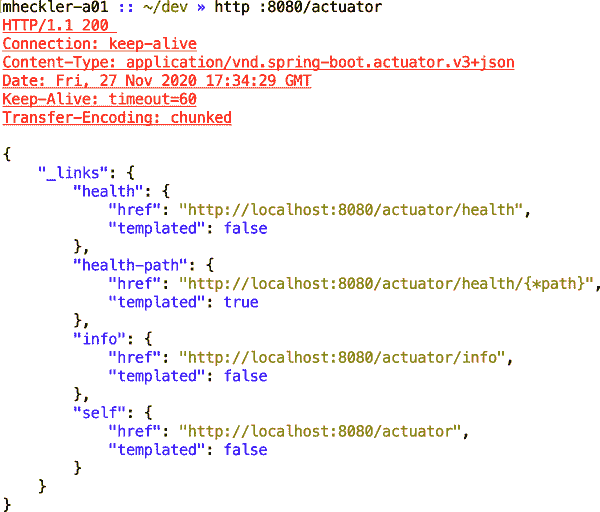 mheckler-a01 :: ~/dev » http :8080/actuator
HTTP/1.1 200
Connection: keep-alive
Content-Type: application/vnd.spring-boot.actuator.v3+json
Date: Fri, 27 Nov 2020 17:34:29 GMT
Keep-Alive: timeout=60
Transfer-Encoding: chunked

{
    "_links": {
        "health": {
            "href": "http://localhost:8080/actuator/health",
            "templated": false
        },
        "health-path": {
            "href": "http://localhost:8080/actuator/health/{*path}",
            "templated": true
        },
        "info": {
            "href": "http://localhost:8080/actuator/info",
            "templated": false
        },
        "self": {
            "href": "http://localhost:8080/actuator",
            "templated": false
        }
    }
}